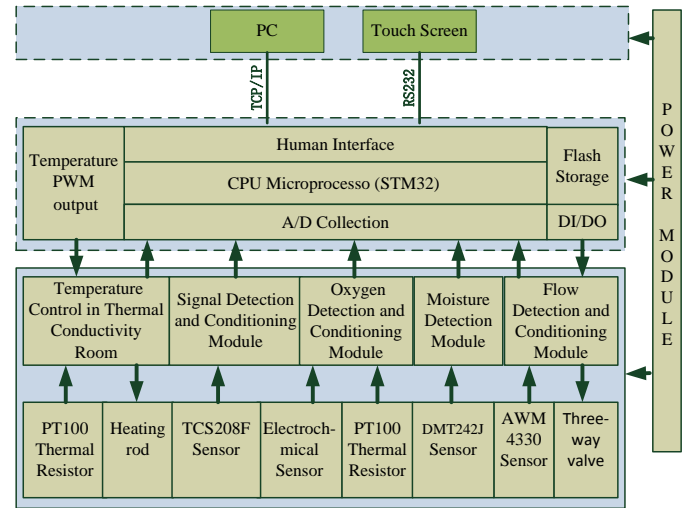 PC
Touch Screen
TCP/IP
RS232
Temperature
PWM
output
Human Interface
CPU Microprocesso (STM32)
A/D Collection
Flash
Storage
DI/DO
Temperature
Control in Thermal
Conductivity
Room
Signal Detection
and Conditioning
Module
Oxygen
Detection and
Conditioning
Module
Moisture
Detection
Module
Flow
Detection and
Conditioning
Module
PT100
Thermal
Resistor
Heating
rod
TCS208F
Sensor
Electroch-
mical
Sensor
PT100
Thermal
Resistor
DMT242J
Sensor
AWM
4330
Sensor
Three-
way
valve
POWER MODULE